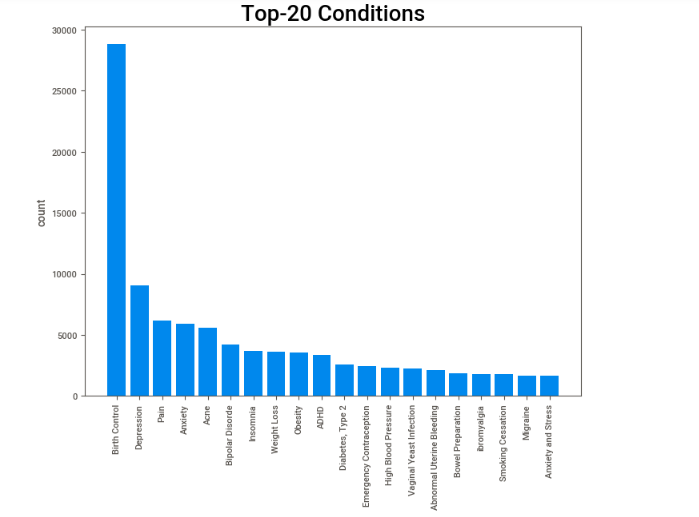 Top-20 Conditions
30000
25000
20000
15000
10000
5000
0
count
Birth Control
Depression
Pain
Anxiety
Acne
Bipolar Disorde
Insomnia
Weight Loss
Obesity
ADHD
Diabetes, Type 2
Emergency Contraception
High Blood Pressure
Vaginal Yeast Infection
Abnormal Uterine Bleeding
Bowel Preparation
ibromyalgia
Smoking Cessation
Migraine
Anxiety and Stress